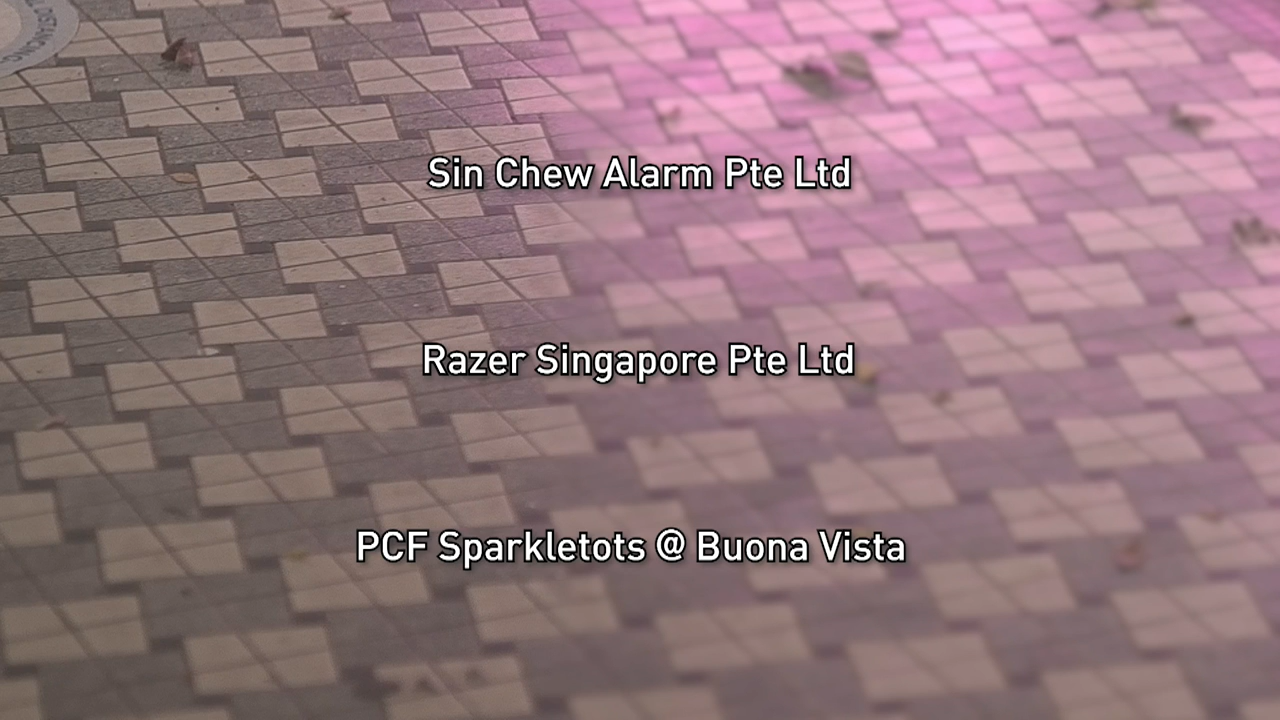 Sin Chew Alarm Pte Ltd
Razer Singapore Pte Ltd
PCF Sparkletots @ Buona Vista